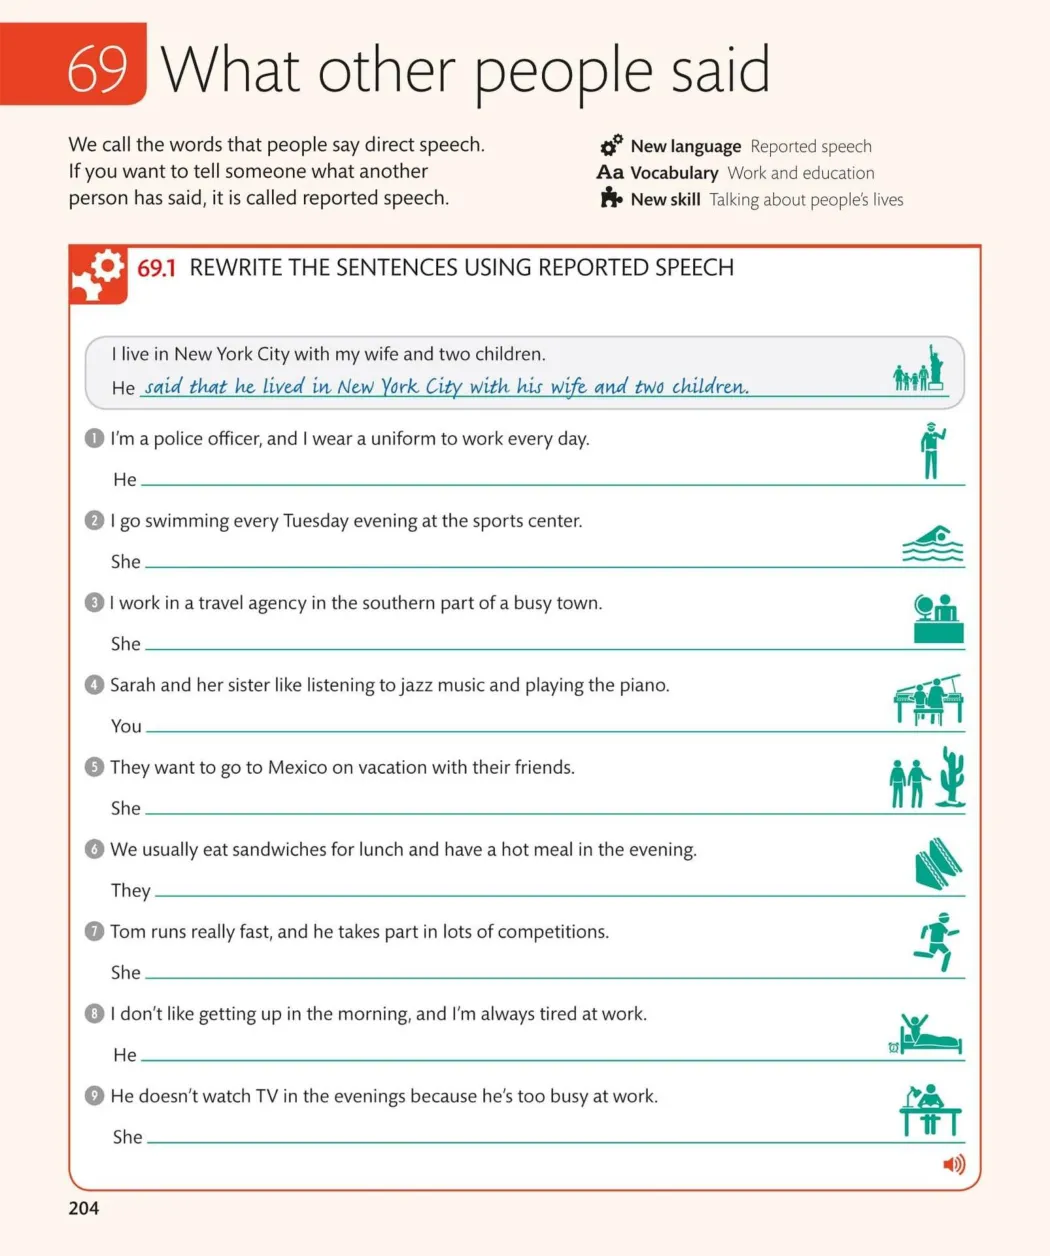 69 What other people said
We call the words that people say direct speech.
If you want to tell someone what another
person has said, it is called reported speech.
New language Reported speech
Aa Vocabulary Work and education
New skill Talking about people's lives
69.1 REWRITE THE SENTENCES USING REPORTED SPEECH
I live in New York City with my wife and two children.
He said that he lived in New York City with his wife and two children.
1 I'm a police officer, and I wear a uniform to work every day.
He
2 I go swimming every Tuesday evening at the sports center.
She
3 I work in a travel agency in the southern part of a busy town.
She
4 Sarah and her sister like listening to jazz music and playing the piano.
You
5 They want to go to Mexico on vacation with their friends.
She
6 We usually eat sandwiches for lunch and have a hot meal in the evening.
They
7 Tom runs really fast, and he takes part in lots of competitions.
She
8 I don't like getting up in the morning, and I'm always tired at work.
He
9 He doesn't watch TV in the evenings because he's too busy at work.
She
204